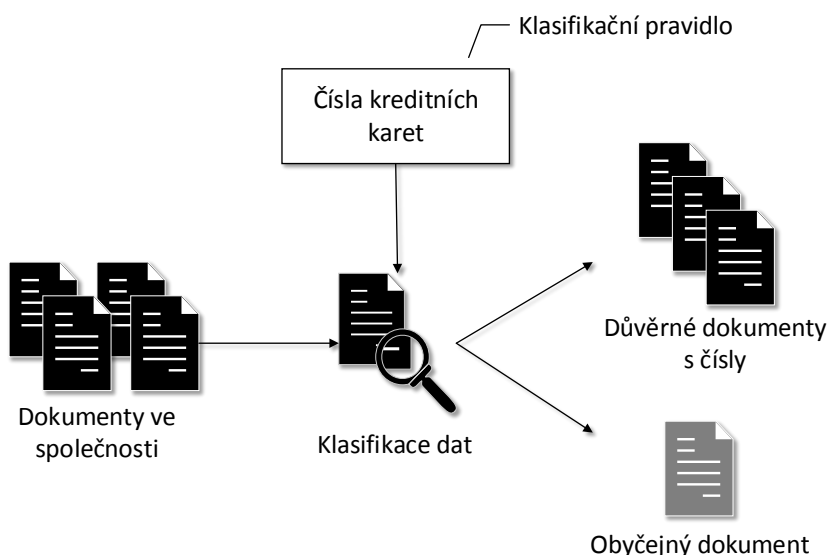 Klasifikační pravidlo
Čísla kreditních
karet
Dokumenty ve
společnosti
Klasifikace dat
Důvěrné dokumenty
s čísly
Obyčejný dokument